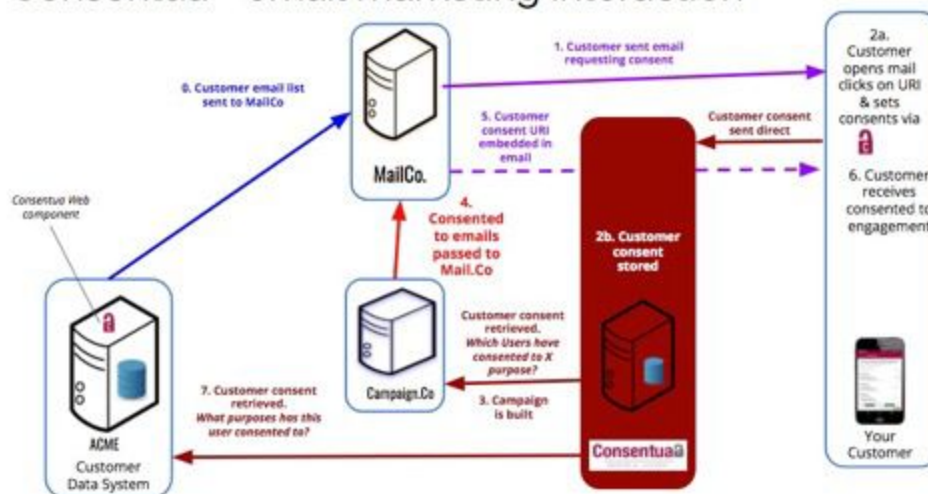 Consentua - email marketing interaction
0. Customer email list
sent to MailCo
1. Customer sent email
requesting consent
2a.
Customer
opens mail
clicks on URI
& sets
consents via
Customer consent
sent direct
5. Customer
consent URI
embedded in
email
MailCo.
Consentua Web
component
4.
Consented
to emails
passed to
Mail.Co
2b. Customer
consent
stored
6. Customer
receives
consented to
engagement
Customer consent
retrieved.
Which Users have
consented to X
purpose?
Campaign.Co
3. Campaign
is built
7. Customer consent
retrieved.
What purposes has this
user consented to?
ACME
Customer
Data System
Consentua
Your
Customer